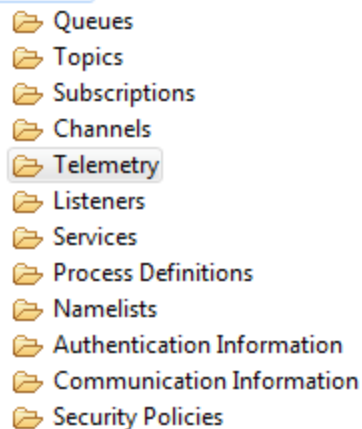 Queues
Topics
Subscriptions
Channels
Telemetry
Listeners
Services
Process Definitions
Namelists
Authentication Information
Communication Information
Security Policies